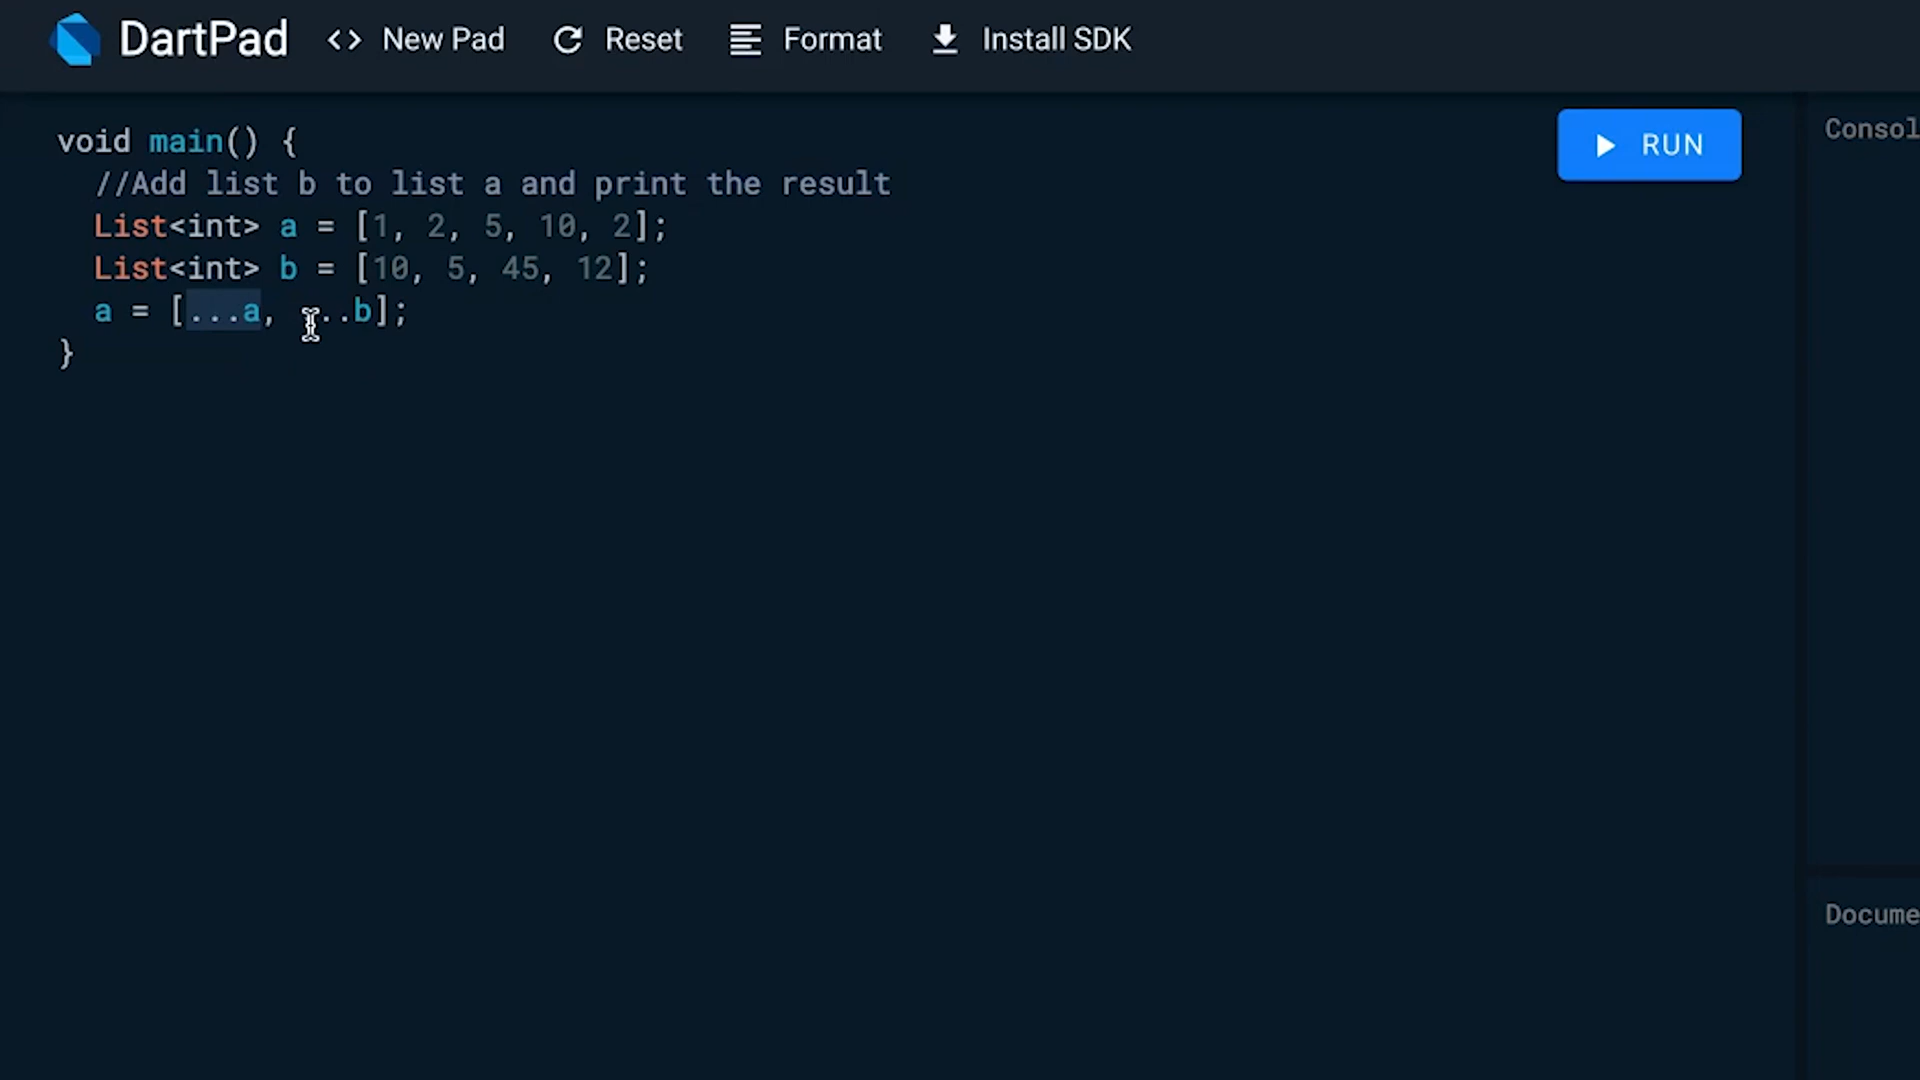 DartPad <> New Pad Reset Format Install SDK
void main() {
RUN
Consol
//Add list b to list a and print the result
List<int> a = [1, 2, 5, 10, 2];
List<int> b = [10, 5, 45, 12];
a = [...a, ...b];
}
Docume